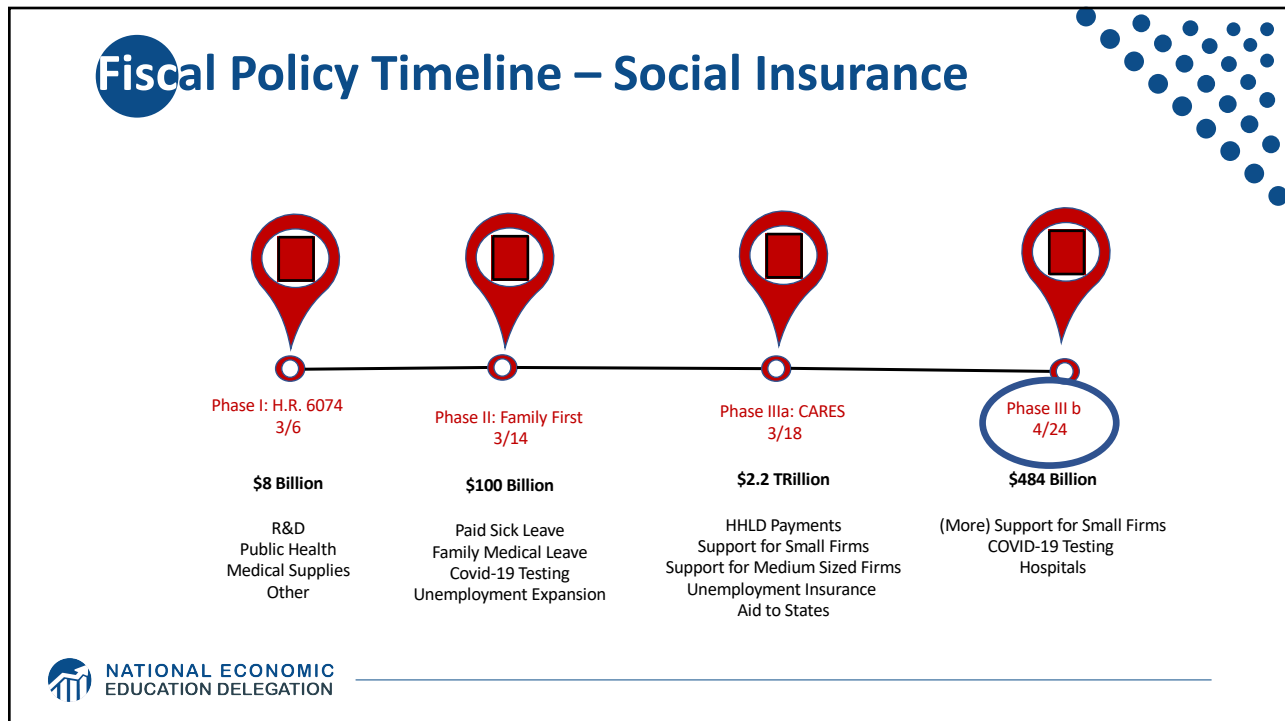 Fiscal Policy Timeline – Social Insurance
Phase I: H.R. 6074
3/6
$8 Billion
R&D
Public Health
Medical Supplies
Other
Phase II: Family First
3/14
$100 Billion
Paid Sick Leave
Family Medical Leave
Covid-19 Testing
Unemployment Expansion
Phase IIIa: CARES
3/18
$2.2 TRillion
HHLD Payments
Support for Small Firms
Support for Medium Sized Firms
Unemployment Insurance
Aid to States
Phase III b
4/24
$484 Billion
(More) Support for Small Firms
COVID-19 Testing
Hospitals
NATIONAL ECONOMIC
EDUCATION DELEGATION